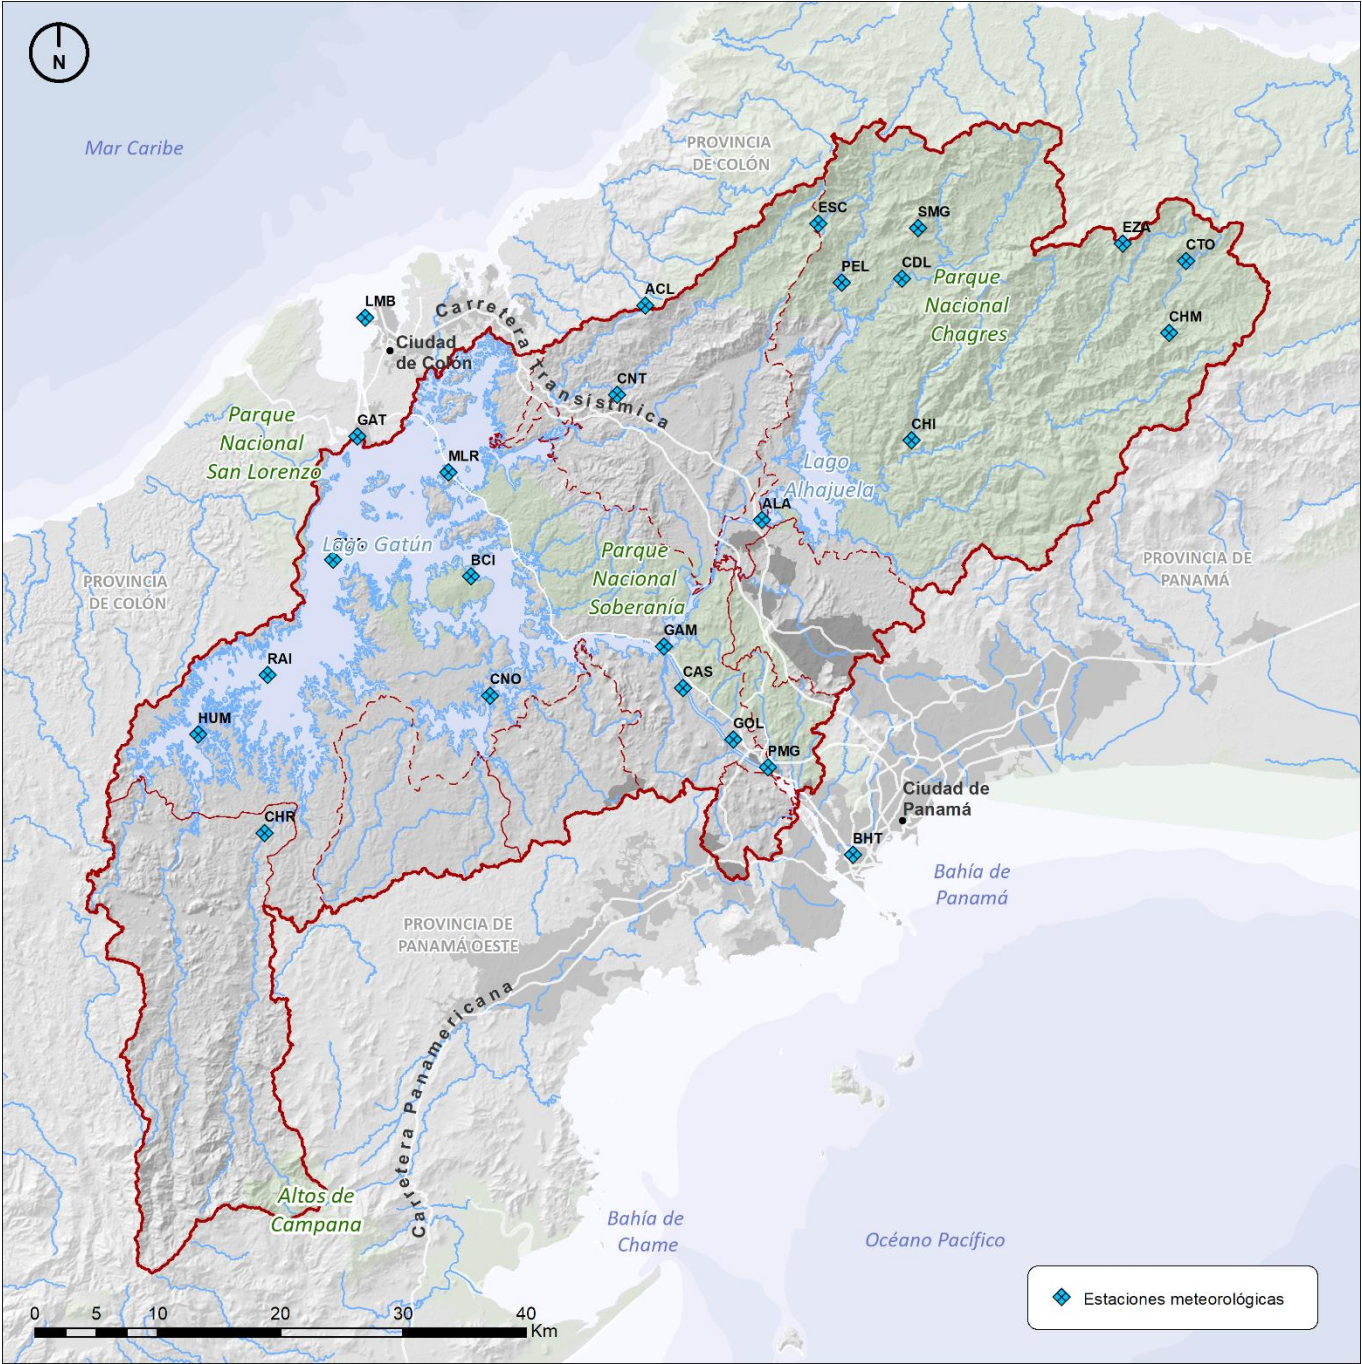 N
Mar Caribe
PROVINCIA
DE COLÓN
ESC
SMG
EZA
CTO
PEL
CDL
Parque
Nacional
Chagres
ACL
LMB
CHM
Carretera Transístmica
Ciudad
de Colón
CNT
Parque
Nacional
San Lorenzo
GAT
CHI
MLR
Lago
Alhajuela
ALA
Lago Gatún
BCI
Parque
Nacional
Soberanía
PROVINCIA DE
PANAMÁ
PROVINCIA
DE COLÓN
GAM
RAI
CNO
CAS
HUM
GOL
PMG
Ciudad de
Panamá
CHR
BHT
Bahía de
Panamá
PROVINCIA DE
PANAMÁ OESTE
Carretera Panamericana
Altos de
Campana
Bahía de
Chame
Océano Pacífico
Estaciones meteorológicas
0 5 10 20 30 40
Km